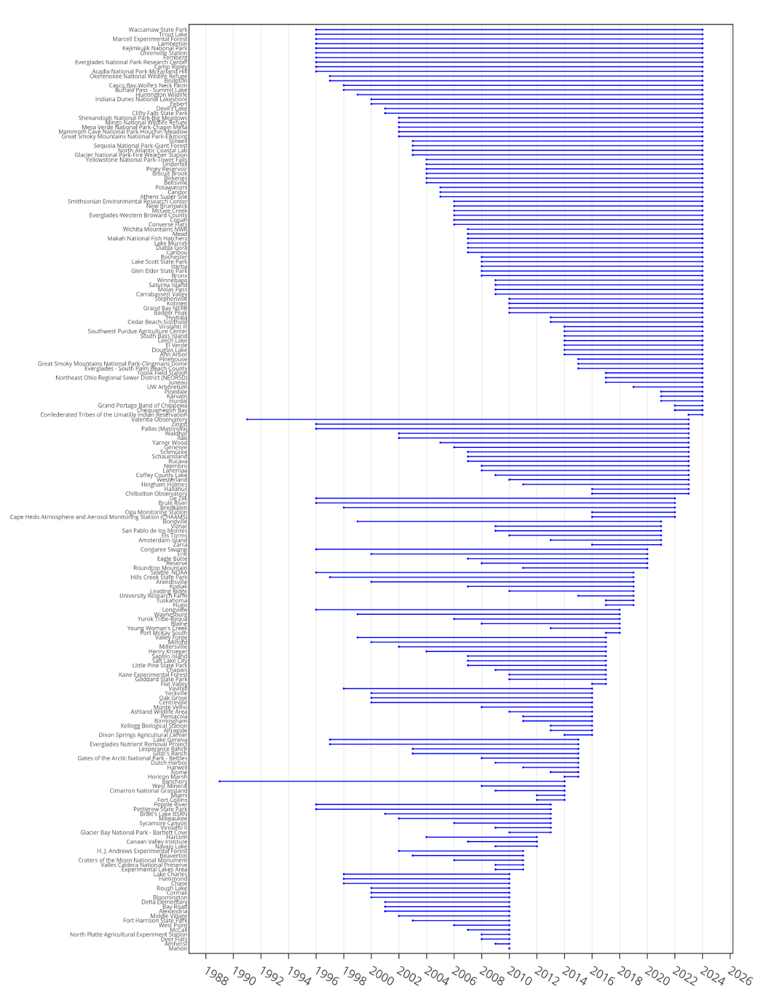 Waccamaw State Park
Trout Lake
Marcell Experimental Forest
Lamberton
Kejimkujik National Park
Greenville Station
Fernberg
Everglades National Park-Research Center
Camp Ripley
Acadia National Park-McFarland Hill
Okefenokee National Wildlife Refuge
Bridgton
Casco Bay-Wolfe's Neck Farm
Buffalo Pass - Summit Lake
Huntington Wildlife
Indiana Dunes National Lakeshore
Egbert
Devil's Lake
Clifty Falls State Park
Shenandoah National Park-Big Meadows
Mingo National Wildlife Refuge
Mesa Verde National Park-Chapin Mesa
Mammoth Cave National Park-Houchin Meadow
Great Smoky Mountains National Park-Elkmont
Stilwell
Sequoia National Park-Giant Forest
North Atlantic Coastal Lab
Glacier National Park-Fire Weather Station
Yellowstone National Park-Tower Falls
Underhill
Piney Reservoir
Biscuit Brook
Birkenes
Beltsville
Potawatomi
Candor
Athens Super Site
Smithsonian Environmental Research Center
New Brunswick
McGee Creek
Everglades-Western Broward County
Copan
Converse Flats
Wichita Mountains NWR
Mead
Makah National Fish Hatchery
Lake Murray
Diabla Gora
Caribou
Rochester
Lake Scott State Park
Iskrba
Glen Elder State Park
Bronx
Winnebago
Saturna Island
Molas Pass
Carrabassett Valley
Stephenville
Kotinen
Grand Bay NERR
Badger Peak
Hyytiala
Cedar Beach-Southold
Virolahti III
Southwest Purdue Agriculture Center
South Bass Island
Leech Lake
El Verde
Douglas Lake
Ann Arbor
Pinehouse
Great Smoky Mountains National Park-Clingmans Dome
Everglades - South Palm Beach County
Toolik Field Station
Northeast Ohio Regional Sewer District (NEORSD)
Juneau
UW Arboretum
Pinedale
Karvatn
Hurdal
Grand Portage Band of Chippewa
Chequamegon Bay
Confederated Tribes of the Umatilla Indian Reservation
Valentia Observatory
Zingst
Pallas (Matorova)
Waldhof
Rao
Yarner Wood
Genesee
Schmucke
Schauinsland
Rucava
Niembro
Lahemaa
Coffey County Lake
Westerland
Heigham Holmes
Hallahus
Chilbolton Observatory
De Zilk
Brule River
Bredkalen
Oga Monitoring Station
Cape Hedo Atmosphere and Aerosol Monitoring Station (CHAAMS)
Bondville
Viznar
San Pablo de los Montes
Els Torms
Amsterdam Island
Zarra
Congaree Swamp
Erie
Eagle Butte
Reserve
Roundtop Mountain
Seattle_NOAA
Hills Creek State Park
Arendtsville
Kodiak
Leading Ridge
University Research Farm
Tuskahoma
Hugo
Longview
Waynesburg
Yurok Tribe-Requa
Blaine
Young Woman's Creek
Fort McKay South
Valley Forge
Milford
Millersville
Henry Kroeger
Sapelo Island
Salt Lake City
Little Pine State Park
Chapais
Kane Experimental Forest
Goddard State Park
Flat Valley
Vavihill
Yorkville
Oak Grove
Centreville
Monte Velho
Ashland Wildlife Area
Pensacola
Birmingham
Kellogg Biological Station
Alfragide
Dixon Springs Agricultural Center
Lake Geneva
Everglades Nutrient Removal Project
Lesperance Ranch
Gibb's Ranch
Gates of the Arctic National Park - Bettles
Dutch Harbor
Harwell
Nome
Horicon Marsh
Banchory
West Mineral
Cimarron National Grassland
Miami
Fort Collins
Popple River
Pettigrew State Park
Bratt's Lake BSRN
Milwaukee
Sycamore Canyon
Virolahti II
Glacier Bay National Park - Bartlett Cove
Harcum
Canaan Valley Institute
Navajo Lake
H. J. Andrews Experimental Forest
Beaverton
Craters of the Moon National Monument
Valles Caldera National Preserve
Experimental Lakes Area
Lake Charles
Hammond
Chase
Roush Lake
Cormak
Bloomington
Delta Elementary
Bay Road
Alexandria
Middle Village
Fort Harrison State Park
West Point
McCall
North Platte Agricultural Experiment Station
Deer Flats
Amherst
Mahon
1988 1990 1992 1994 1996 1998 2000 2002 2004 2006 2008 2010 2012 2014 2016 2018 2020 2022 2024 2026